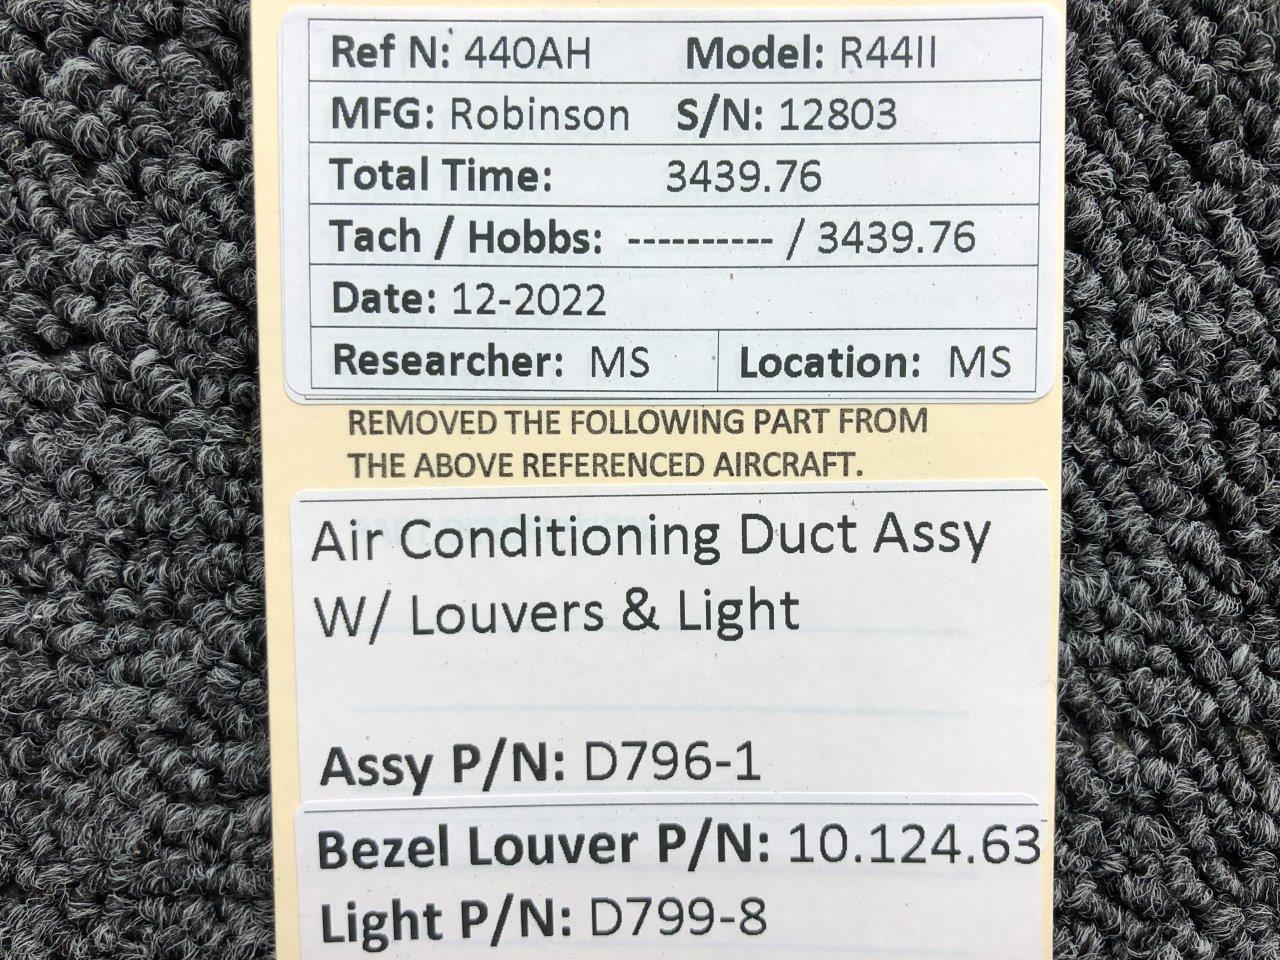 Ref N: 440AH Model: R44II
MFG: Robinson S/N: 12803
Total Time: 3439.76
Tach / Hobbs: ---------- / 3439.76
Date: 12-2022
Researcher: MS Location: MS
REMOVED THE FOLLOWING PART FROM
THE ABOVE REFERENCED AIRCRAFT.
Air Conditioning Duct Assy
W/ Louvers & Light
Assy P/N: D796-1
Bezel Louver P/N: 10.124.63
Light P/N: D799-8